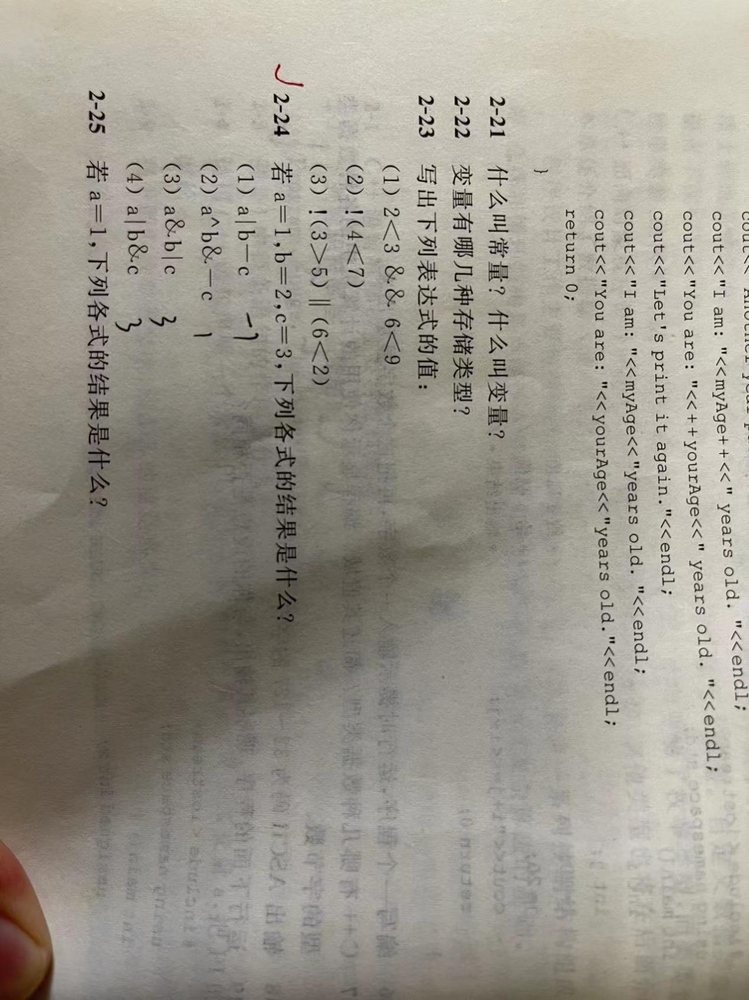 cout<<"I am: "<<myAge++<<" years old. "<<endl;
cout<<"You are: "<<++yourAge<<" years old. "<<endl;
cout<<"Let's print it again."<<endl;
cout<<"I am: "<<myAge<<"years old. "<<endl;
cout<<"You are: "<<yourAge<<"years old."<<endl;
return 0;
}
2-21 什么叫常量？什么叫变量？
2-22 变量有哪几种存储类型？
2-23 写出下列表达式的值：
(1) 2<3 && 6<9
(2) !(4<7)
(3) !(3>5)||(6<2)
2-24 若a=1,b=2,c=3,下列各式的结果是什么？
(1) a|b-c -1
(2) a^b&-c 1
(3) a&b|c 3
(4) a|b&c 3
2-25 若a=1,下列各式的结果是什么？